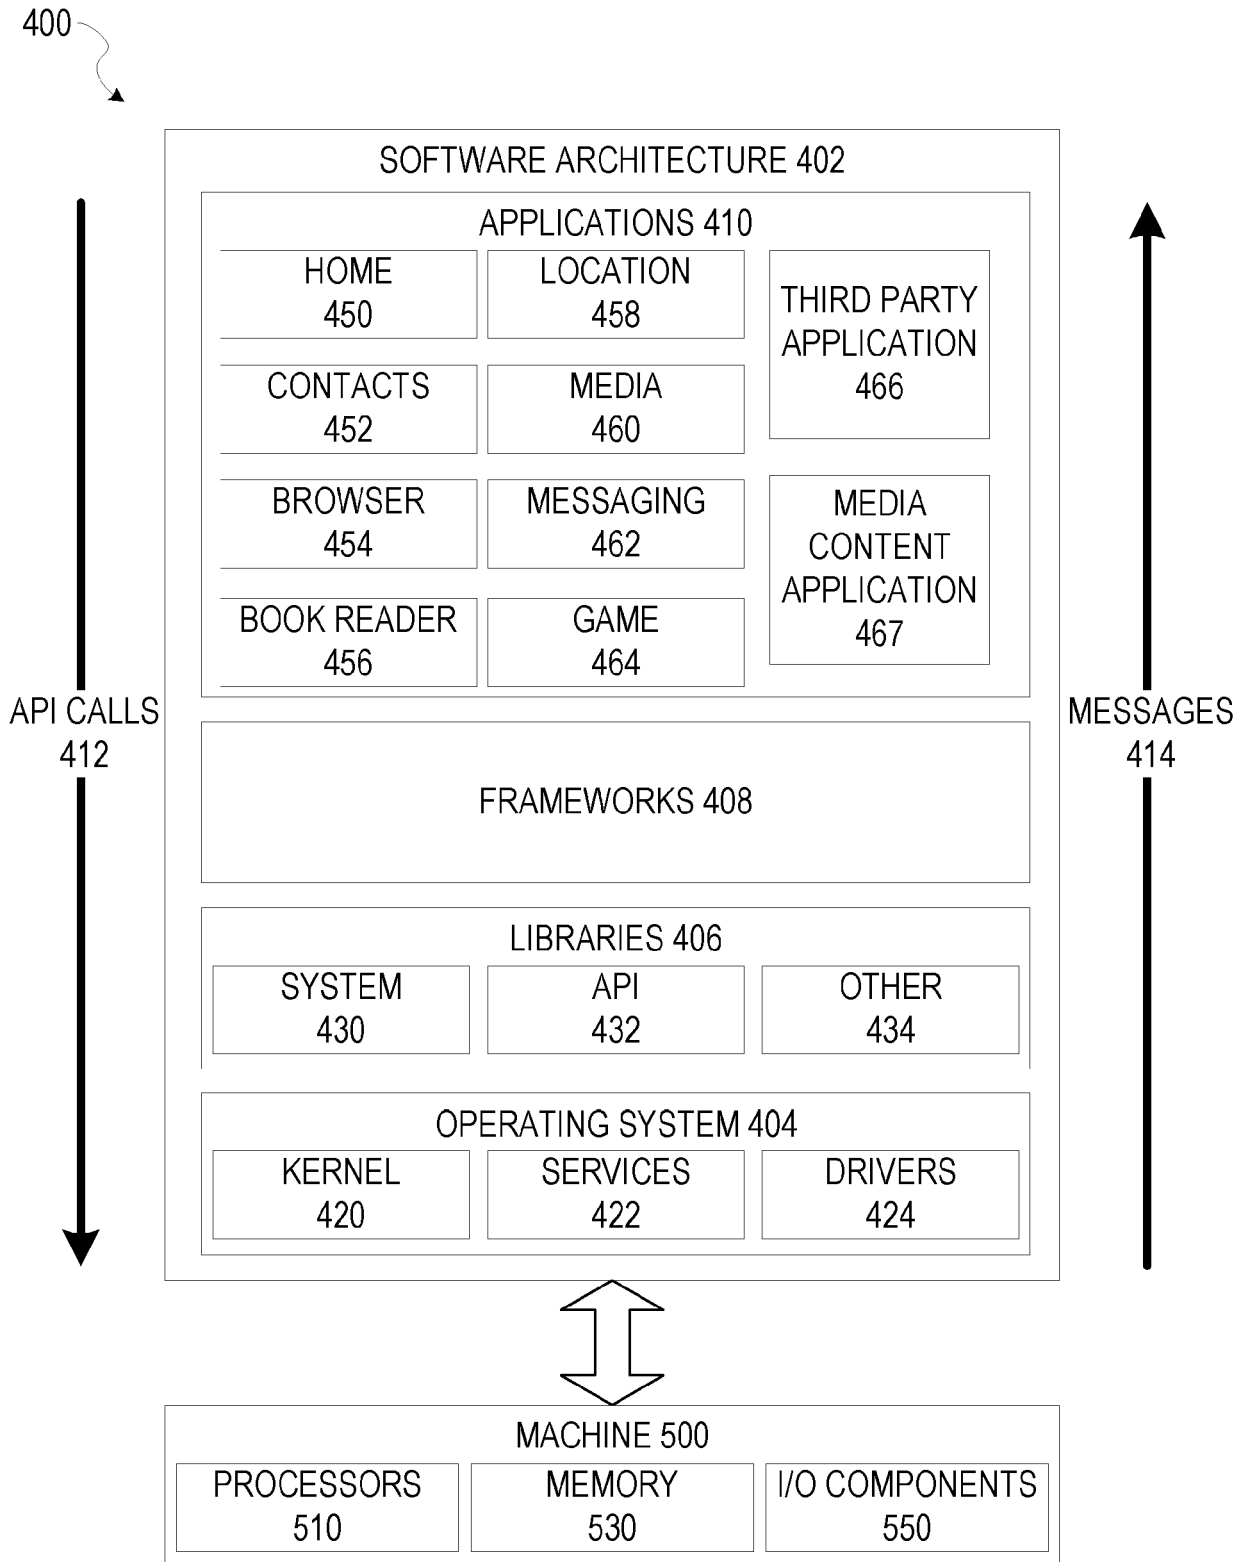 400
SOFTWARE ARCHITECTURE 402
APPLICATIONS 410
HOME
450
LOCATION
458
THIRD PARTY
APPLICATION
466
CONTACTS
452
MEDIA
460
BROWSER
454
MESSAGING
462
MEDIA
CONTENT
APPLICATION
467
BOOK READER
456
GAME
464
API CALLS
412
MESSAGES
414
FRAMEWORKS 408
LIBRARIES 406
SYSTEM
430
API
432
OTHER
434
OPERATING SYSTEM 404
KERNEL
420
SERVICES
422
DRIVERS
424
MACHINE 500
PROCESSORS
510
MEMORY
530
I/O COMPONENTS
550